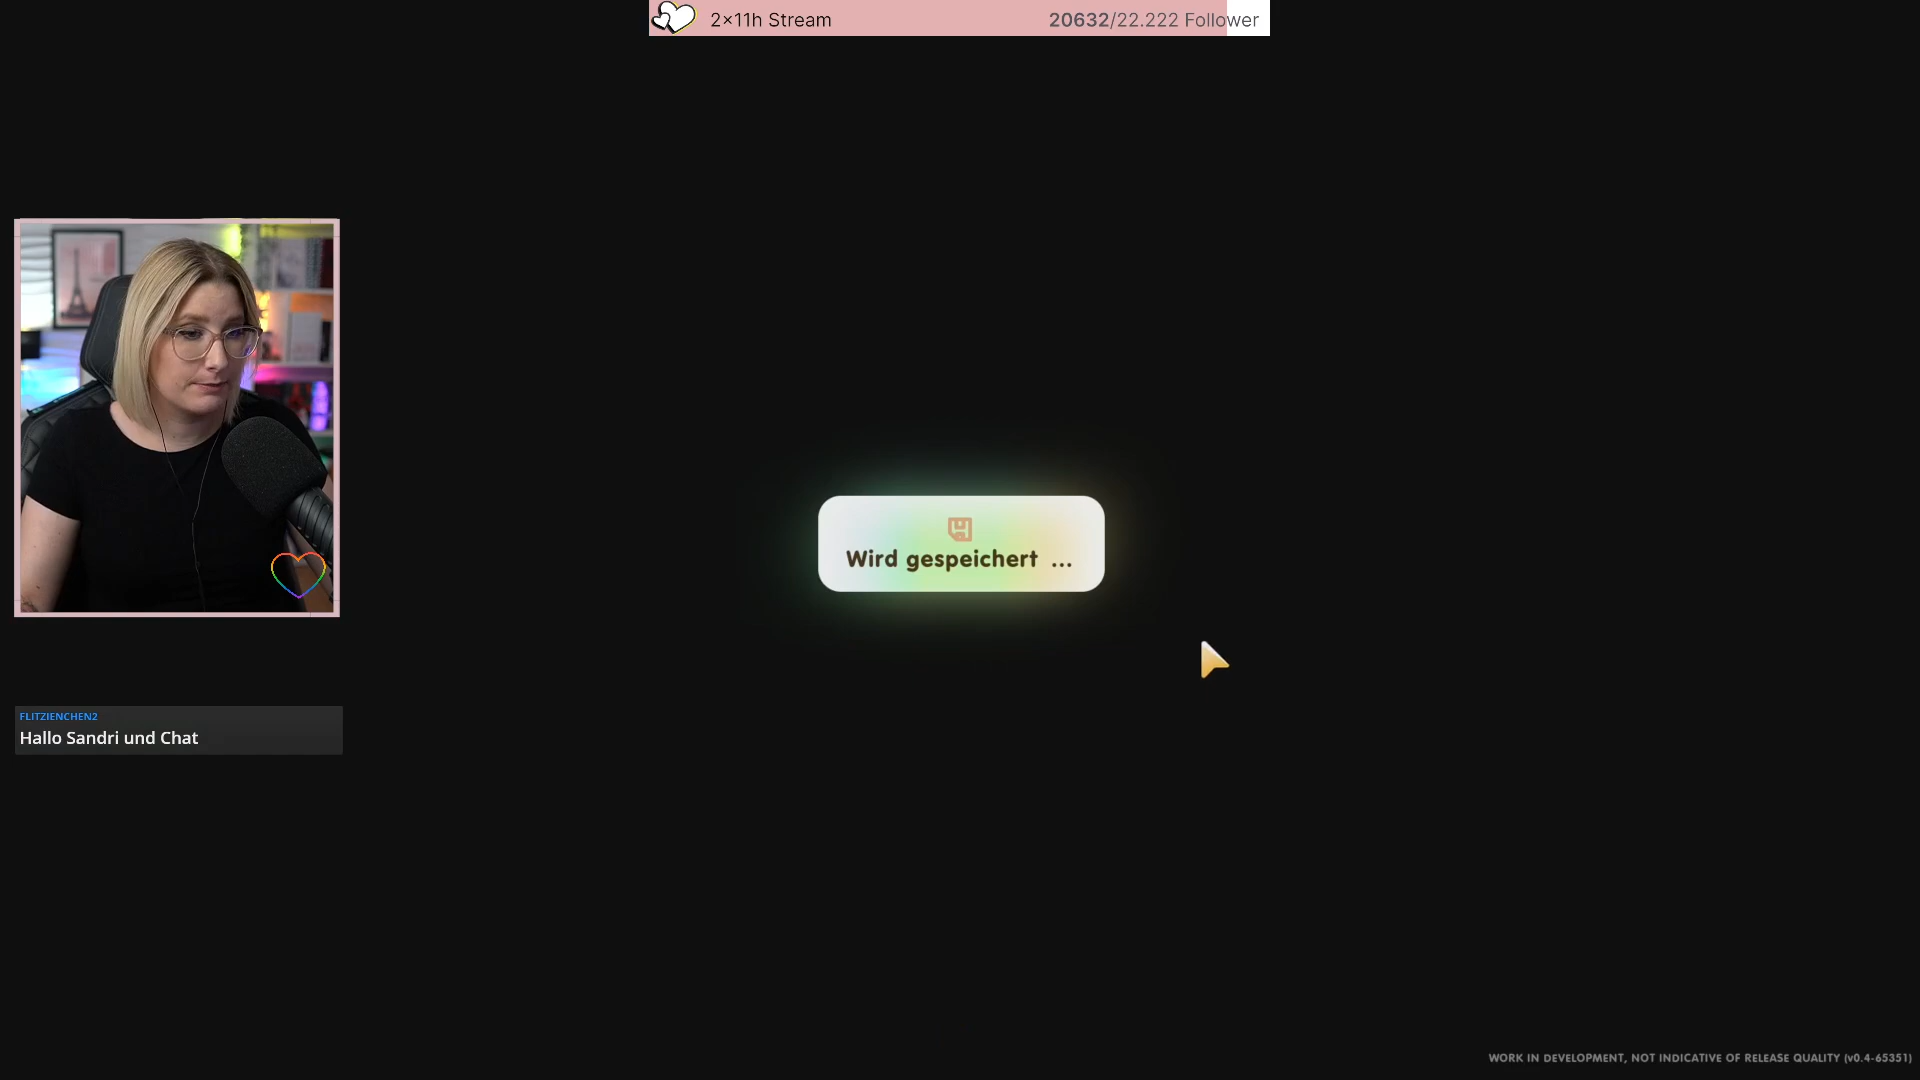 2×11h Stream
20632/22.222 Follower
Wird gespeichert ...
FLITZIENCHEN2
Hallo Sandri und Chat
WORK IN DEVELOPMENT, NOT INDICATIVE OF RELEASE QUALITY (v0.4-65351)